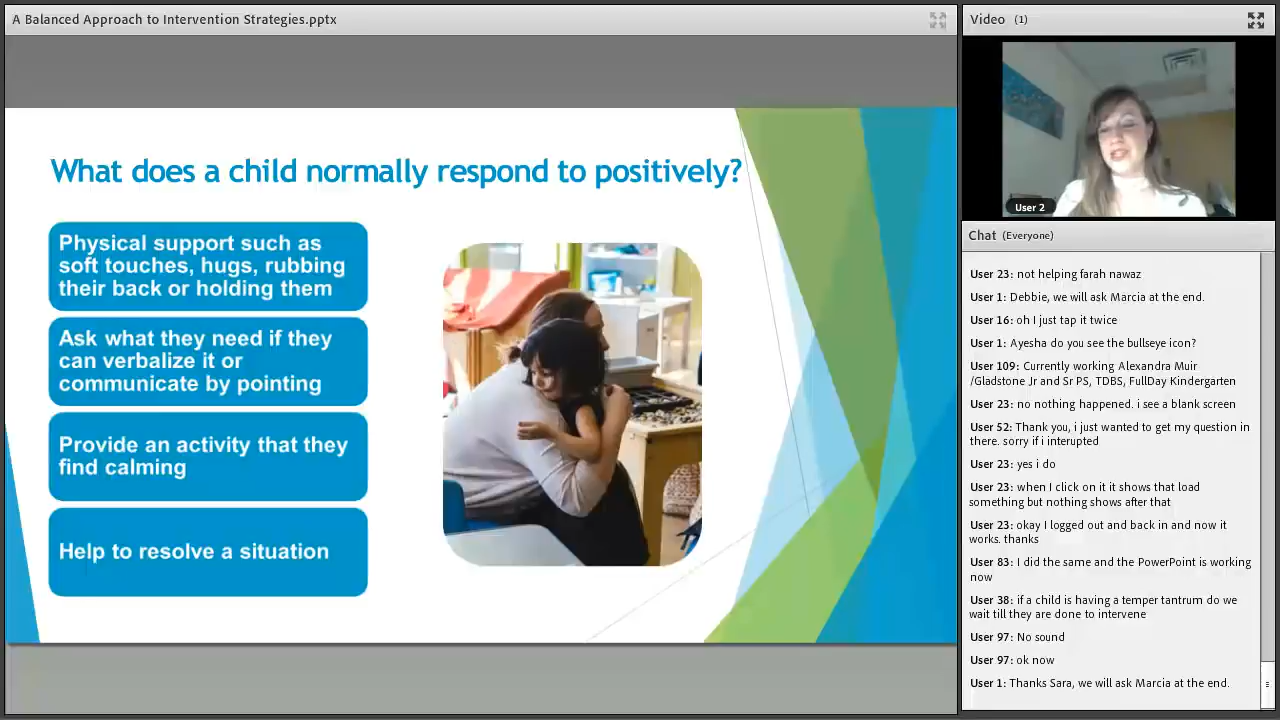 A Balanced Approach to Intervention Strategies.pptx
What does a child normally respond to positively?
Physical support such as
soft touches, hugs, rubbing
their back or holding them
Ask what they need if they
can verbalize it or
communicate by pointing
Provide an activity that they
find calming
Help to resolve a situation
Video (1)
User 2
Chat (Everyone)
User 23: not helping farah nawaz
User 1: Debbie, we will ask Marcia at the end.
User 16: oh I just tap it twice
User 1: Ayesha do you see the bullseye icon?
User 109: Currently working Alexandra Muir
/Gladstone Jr and Sr PS, TDBS, FullDay Kindergarten
User 23: no nothing happened. i see a blank screen
User 52: Thank you, i just wanted to get my question in
there. sorry if i interupted
User 23: yes i do
User 23: when I click on it it shows that load
something but nothing shows after that
User 23: okay I logged out and back in and now it
works. thanks
User 83: I did the same and the PowerPoint is working
now
User 38: if a child is having a temper tantrum do we
wait till they are done to intervene
User 97: No sound
User 97: ok now
User 1: Thanks Sara, we will ask Marcia at the end.